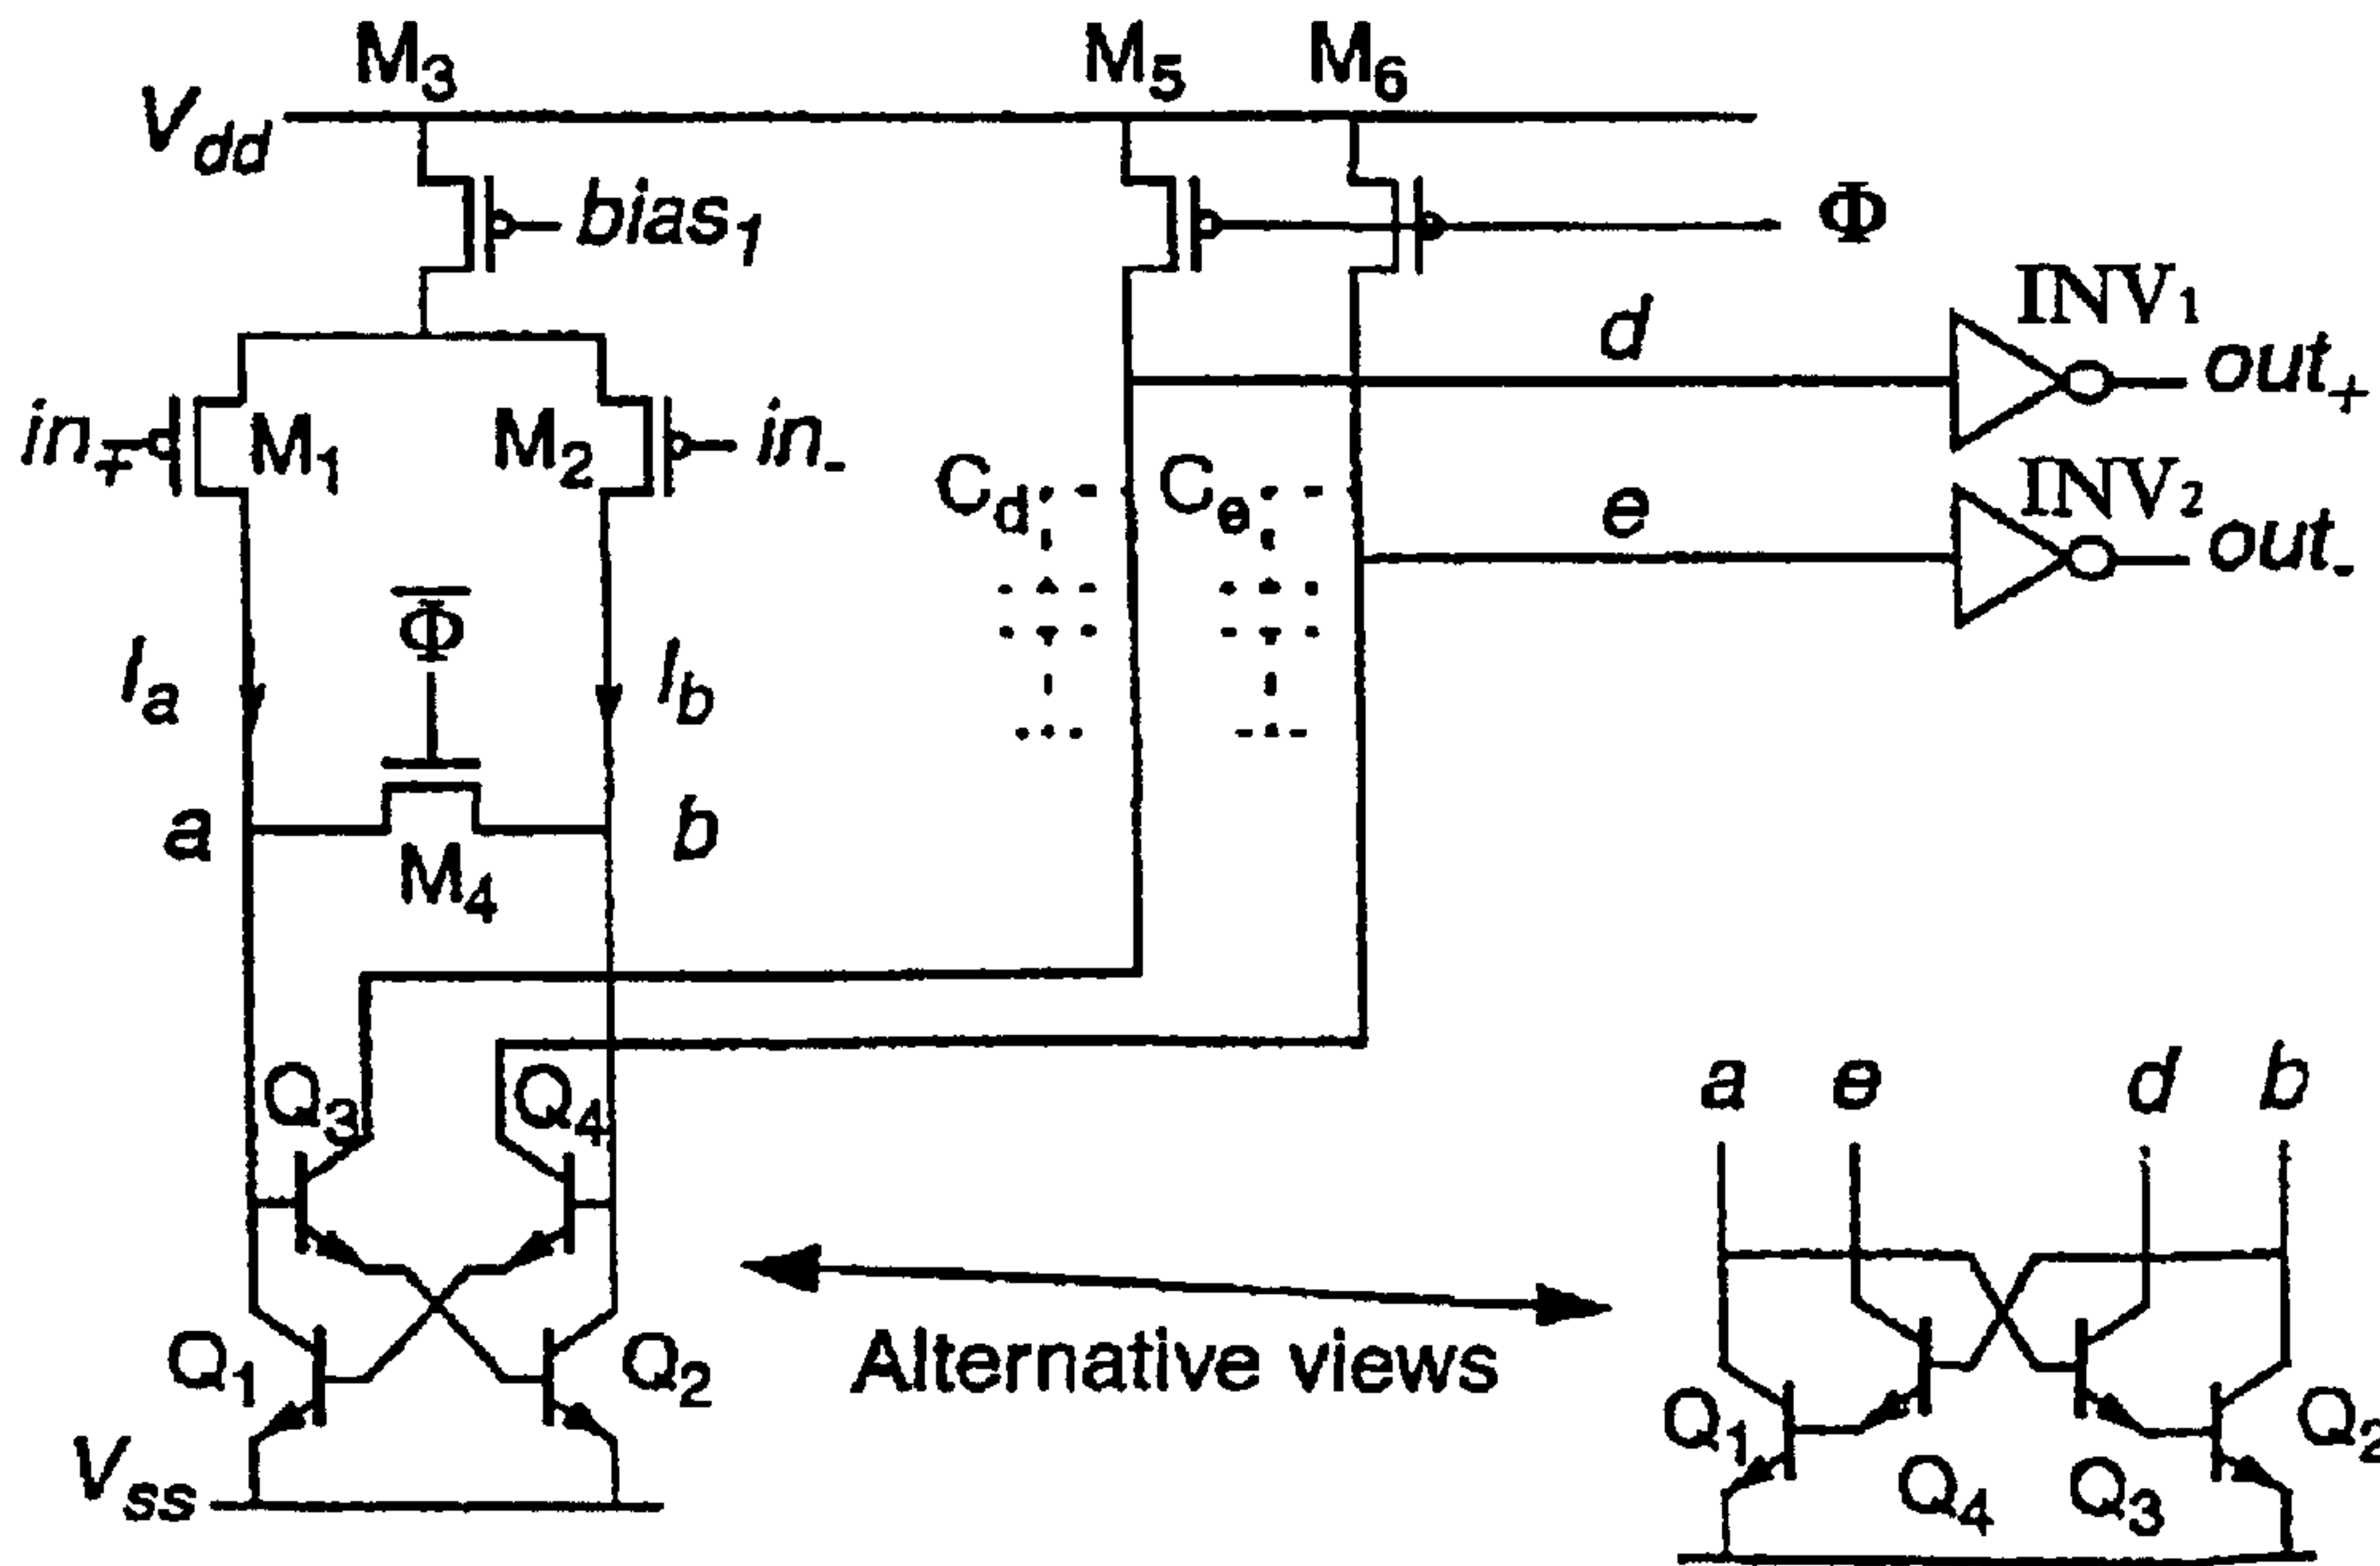 M3 M5 M6
Vdd
bias1
Φ
INV1
d
out+
in+ M1 M2 in-
Cd Ce
INV2
e
out-
Φ̅
Ia Ib
a b
M4
Q3 Q4
a e d b
Q1 Q2
Alternative views
Q1 Q2
Q4 Q3
Vss